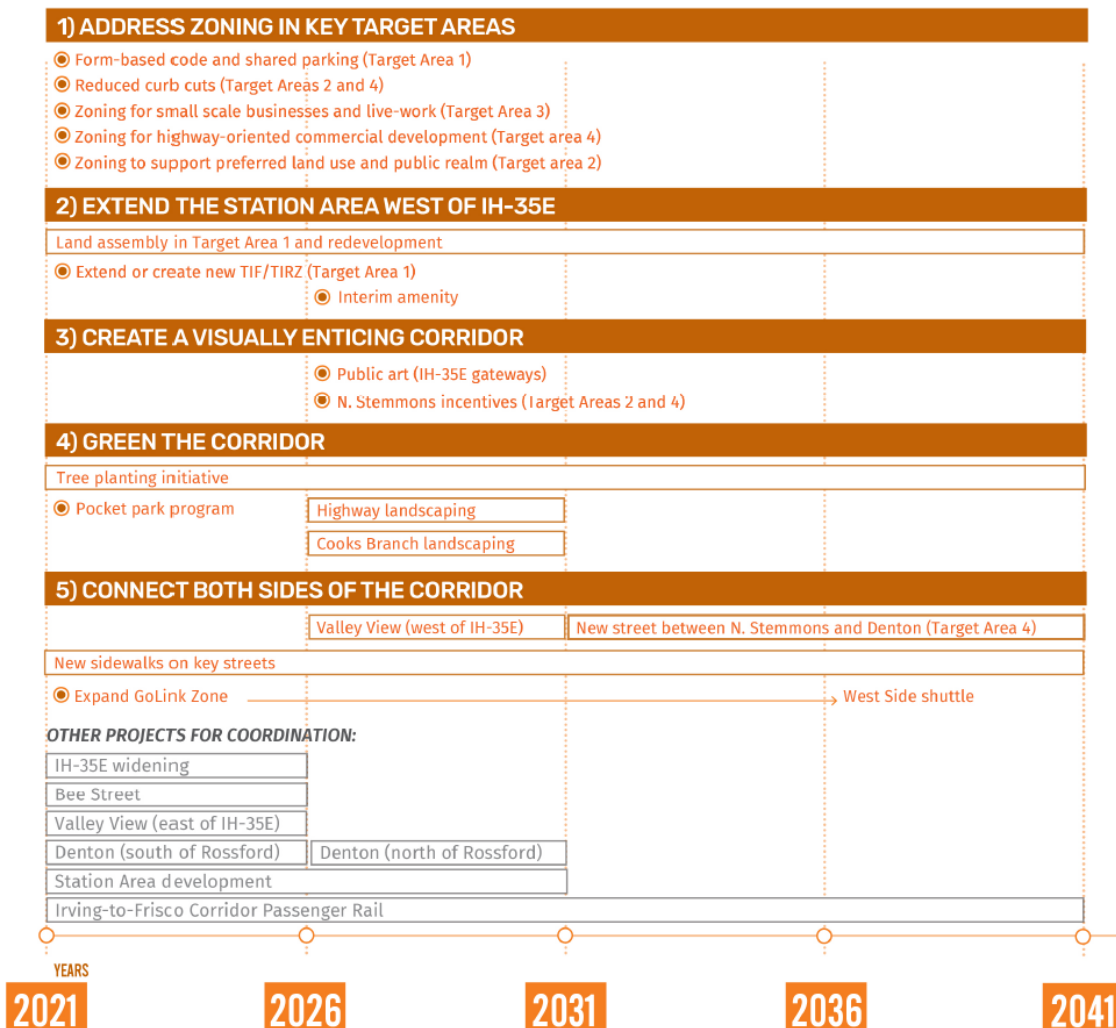 1) ADDRESS ZONING IN KEY TARGET AREAS
Form-based code and shared parking (Target Area 1)
Reduced curb cuts (Target Areas 2 and 4)
Zoning for small scale businesses and live-work (Target Area 3)
Zoning for highway-oriented commercial development (Target area 4)
Zoning to support preferred land use and public realm (Target area 2)
2) EXTEND THE STATION AREA WEST OF IH-35E
Land assembly in Target Area 1 and redevelopment
Extend or create new TIF/TIRZ (Target Area 1)
Interim amenity
3) CREATE A VISUALLY ENTICING CORRIDOR
Public art (IH-35E gateways)
N. Stemmons incentives (Target Areas 2 and 4)
4) GREEN THE CORRIDOR
Tree planting initiative
Pocket park program
Highway landscaping
Cooks Branch landscaping
5) CONNECT BOTH SIDES OF THE CORRIDOR
Valley View (west of IH-35E)
New street between N. Stemmons and Denton (Target Area 4)
New sidewalks on key streets
Expand GoLink Zone
West Side shuttle
OTHER PROJECTS FOR COORDINATION:
IH-35E widening
Bee Street
Valley View (east of IH-35E)
Denton (south of Rossford)
Denton (north of Rossford)
Station Area development
Irving-to-Frisco Corridor Passenger Rail
YEARS
2021
2026
2031
2036
2041